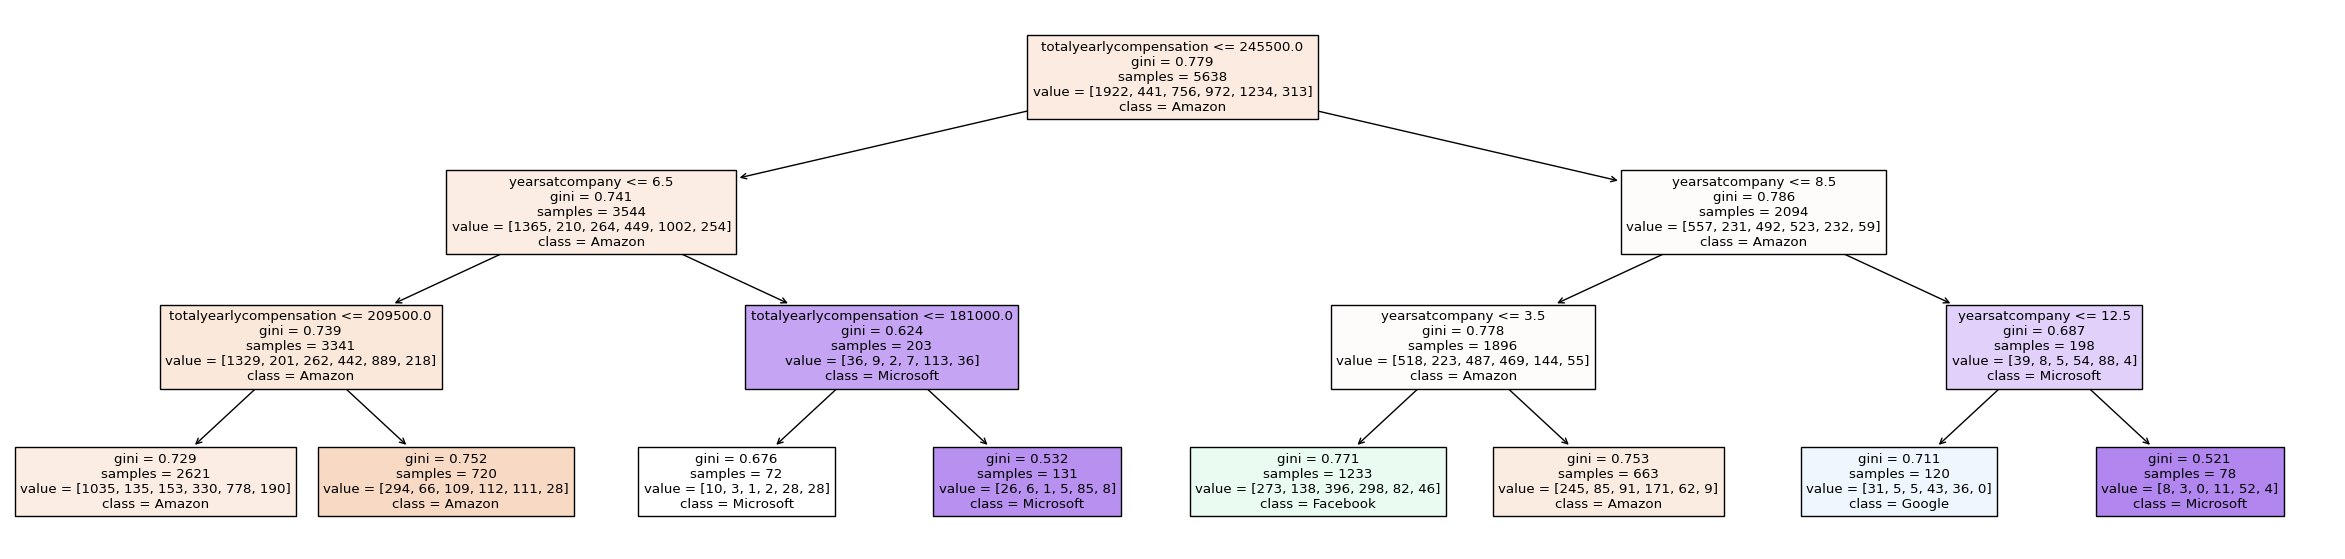 totalyearlycompensation <= 245500.0
gini = 0.779
samples = 5638
value = [1922, 441, 756, 972, 1234, 313]
class = Amazon
yearsatcompany <= 6.5
gini = 0.741
samples = 3544
value = [1365, 210, 264, 449, 1002, 254]
class = Amazon
yearsatcompany <= 8.5
gini = 0.786
samples = 2094
value = [557, 231, 492, 523, 232, 59]
class = Amazon
totalyearlycompensation <= 209500.0
gini = 0.739
samples = 3341
value = [1329, 201, 262, 442, 889, 218]
class = Amazon
totalyearlycompensation <= 181000.0
gini = 0.624
samples = 203
value = [36, 9, 2, 7, 113, 36]
class = Microsoft
yearsatcompany <= 3.5
gini = 0.778
samples = 1896
value = [518, 223, 487, 469, 144, 55]
class = Amazon
yearsatcompany <= 12.5
gini = 0.687
samples = 198
value = [39, 8, 5, 54, 88, 4]
class = Microsoft
gini = 0.729
samples = 2621
value = [1035, 135, 153, 330, 778, 190]
class = Amazon
gini = 0.752
samples = 720
value = [294, 66, 109, 112, 111, 28]
class = Amazon
gini = 0.676
samples = 72
value = [10, 3, 1, 2, 28, 28]
class = Microsoft
gini = 0.532
samples = 131
value = [26, 6, 1, 5, 85, 8]
class = Microsoft
gini = 0.771
samples = 1233
value = [273, 138, 396, 298, 82, 46]
class = Facebook
gini = 0.753
samples = 663
value = [245, 85, 91, 171, 62, 9]
class = Amazon
gini = 0.711
samples = 120
value = [31, 5, 5, 43, 36, 0]
class = Google
gini = 0.521
samples = 78
value = [8, 3, 0, 11, 52, 4]
class = Microsoft